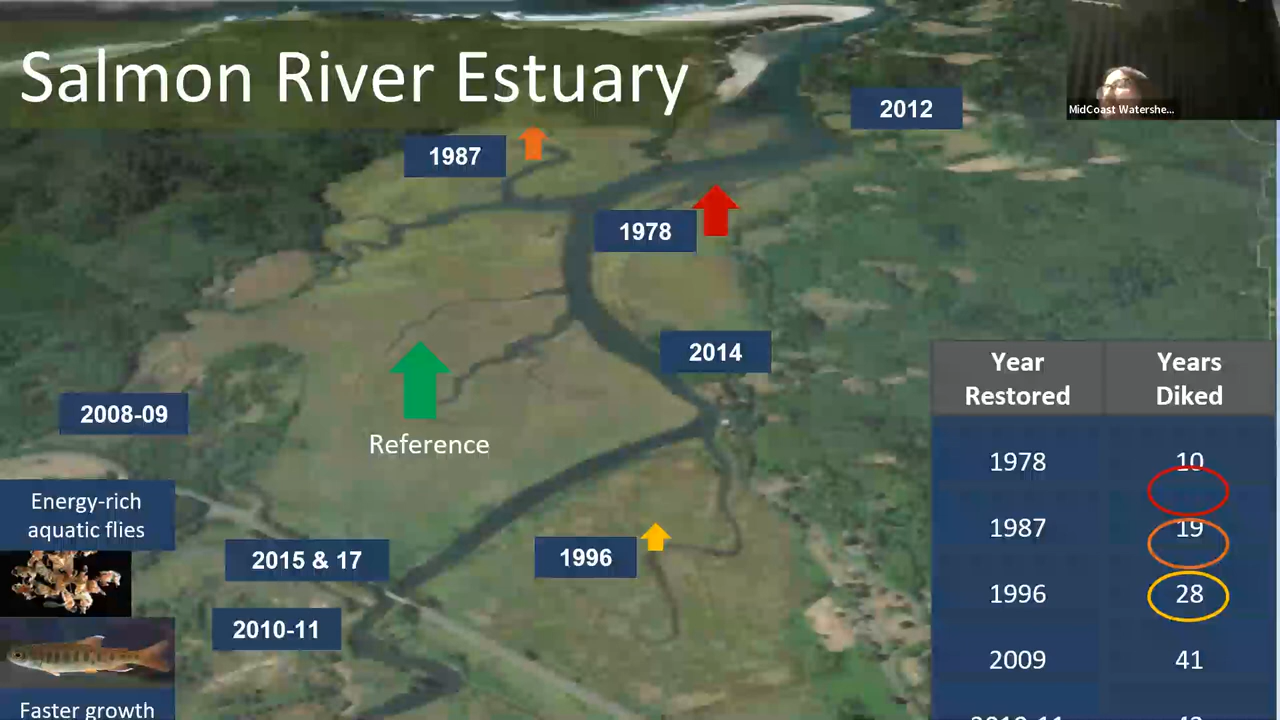 Salmon River Estuary
MidCoast Watershe...
2012
1987
1978
2014
2008-09
Reference
Energy-rich
aquatic flies
2015 & 17
1996
2010-11
Faster growth
Year Restored
Years Diked
1978 10
1987 19
1996 28
2009 41